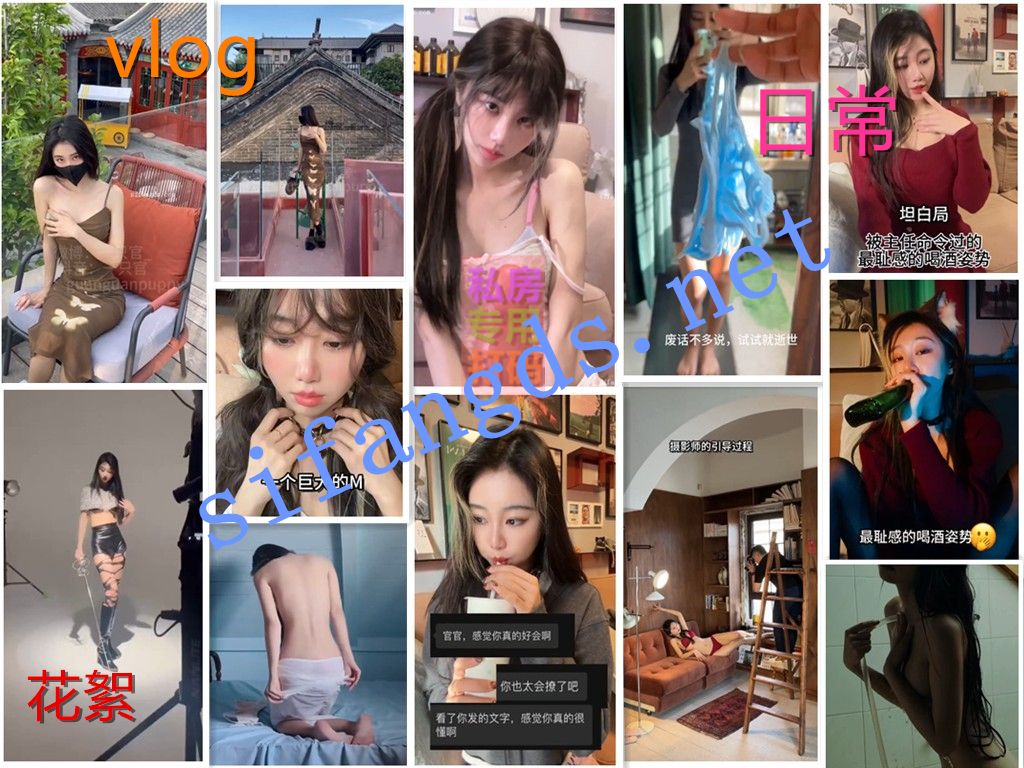 vlog
日常
坦白局
被主任命令过的
最耻感的喝酒姿势
guanguanpuppy
私房
专用
打码
废话不多说，试试就逝世
一个巨大的M
摄影师的引导过程
最耻感的喝酒姿势
官官，感觉你真的好会啊
你也太会撩了吧
看了你发的文字，感觉你真的很
懂啊
花絮
sifangds.net